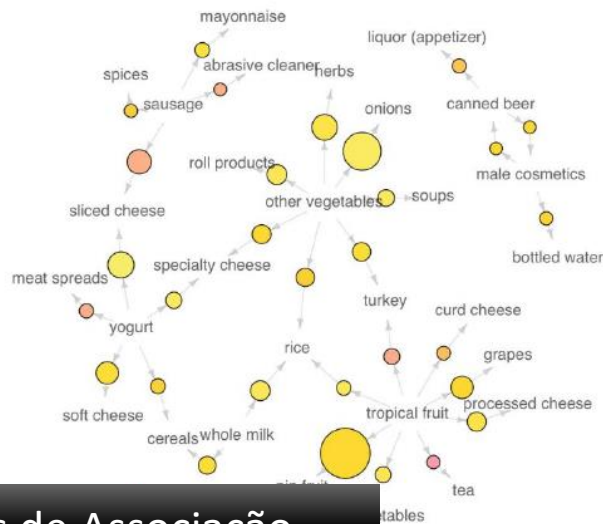 mayonnaise
liquor (appetizer)
spices
abrasive cleaner
herbs
sausage
canned beer
onions
roll products
male cosmetics
other vegetables
soups
sliced cheese
bottled water
specialty cheese
meat spreads
turkey
curd cheese
yogurt
rice
grapes
soft cheese
tropical fruit
processed cheese
cereals
whole milk
tea